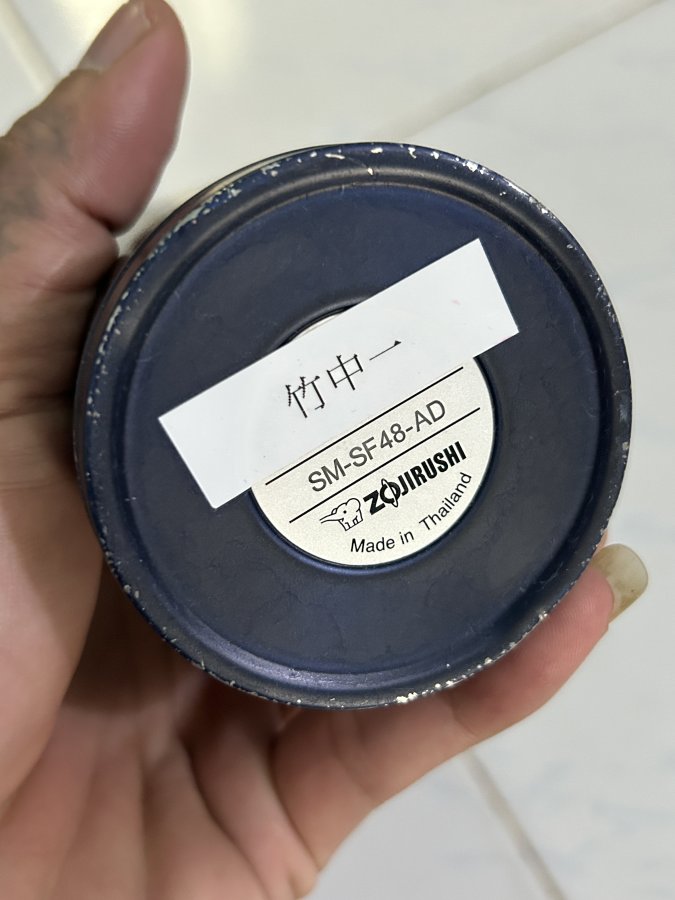 竹中一
SM-SF48-AD
ZOJIRUSHI
Made in Thailand